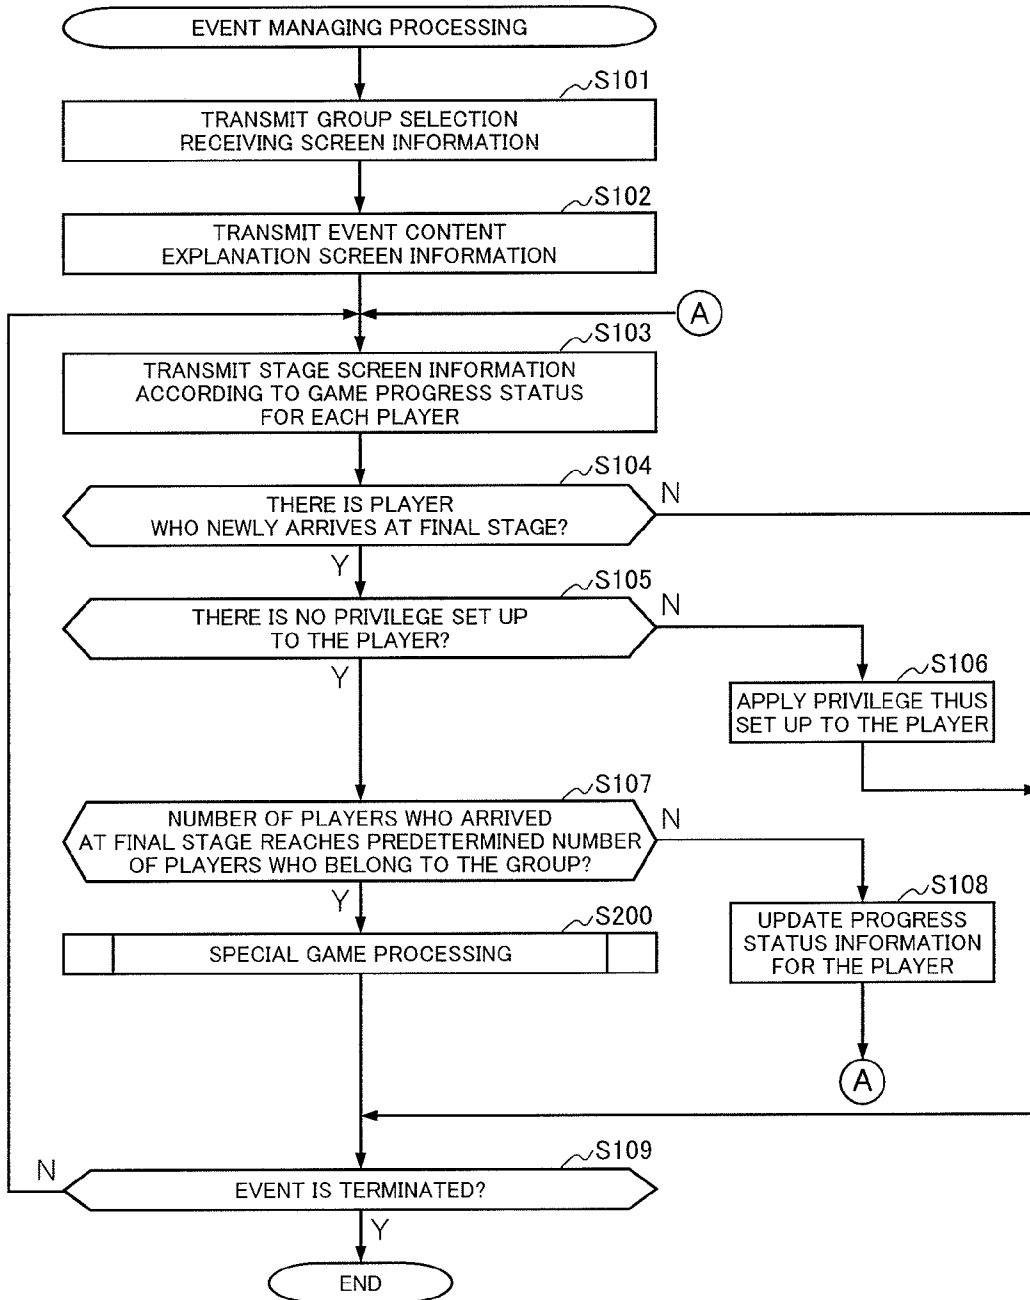 EVENT MANAGING PROCESSING
S101
TRANSMIT GROUP SELECTION
RECEIVING SCREEN INFORMATION
S102
TRANSMIT EVENT CONTENT
EXPLANATION SCREEN INFORMATION
A
S103
TRANSMIT STAGE SCREEN INFORMATION
ACCORDING TO GAME PROGRESS STATUS
FOR EACH PLAYER
S104
THERE IS PLAYER
WHO NEWLY ARRIVES AT FINAL STAGE?
N
Y
S105
THERE IS NO PRIVILEGE SET UP
TO THE PLAYER?
N
Y
S106
APPLY PRIVILEGE THUS
SET UP TO THE PLAYER
S107
NUMBER OF PLAYERS WHO ARRIVED
AT FINAL STAGE REACHES PREDETERMINED NUMBER
OF PLAYERS WHO BELONG TO THE GROUP?
N
Y
S108
UPDATE PROGRESS
STATUS INFORMATION
FOR THE PLAYER
A
S200
SPECIAL GAME PROCESSING
S109
EVENT IS TERMINATED?
N
Y
END